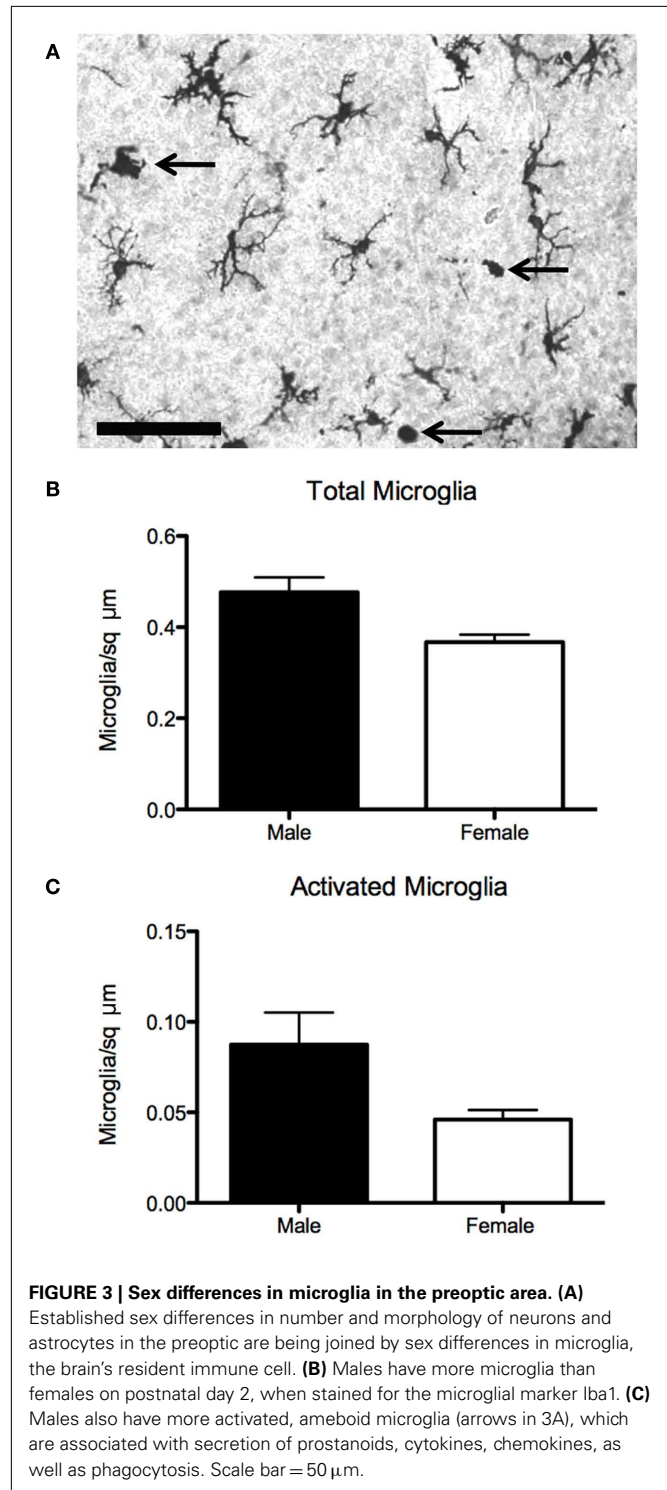 A
B
Total Microglia
Microglia/sq μm
0.6
0.4
0.2
0.0
Male Female
C
Activated Microglia
Microglia/sq μm
0.15
0.10
0.05
0.00
Male Female
FIGURE 3 | Sex differences in microglia in the preoptic area. (A)
Established sex differences in number and morphology of neurons and
astrocytes in the preoptic are being joined by sex differences in microglia,
the brain's resident immune cell. (B) Males have more microglia than
females on postnatal day 2, when stained for the microglial marker Iba1. (C)
Males also have more activated, ameboid microglia (arrows in 3A), which
are associated with secretion of prostanoids, cytokines, chemokines, as
well as phagocytosis. Scale bar = 50 μm.